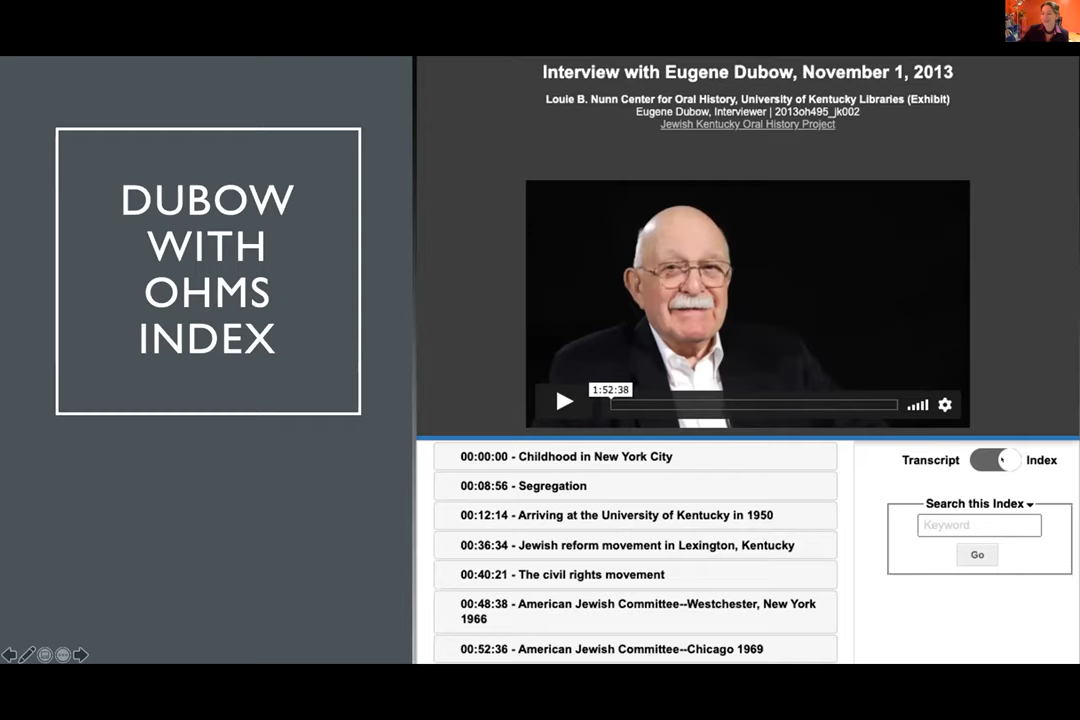 DUBOW
WITH
OHMS
INDEX
Interview with Eugene Dubow, November 1, 2013
Louie B. Nunn Center for Oral History, University of Kentucky Libraries (Exhibit)
Eugene Dubow, Interviewer | 2013oh495_jk002
Jewish Kentucky Oral History Project
1:52:38
00:00:00 - Childhood in New York City
00:08:56 - Segregation
00:12:14 - Arriving at the University of Kentucky in 1950
00:36:34 - Jewish reform movement in Lexington, Kentucky
00:40:21 - The civil rights movement
00:48:38 - American Jewish Committee--Westchester, New York
1966
00:52:36 - American Jewish Committee--Chicago 1969
Transcript Index
Search this Index
Keyword
Go